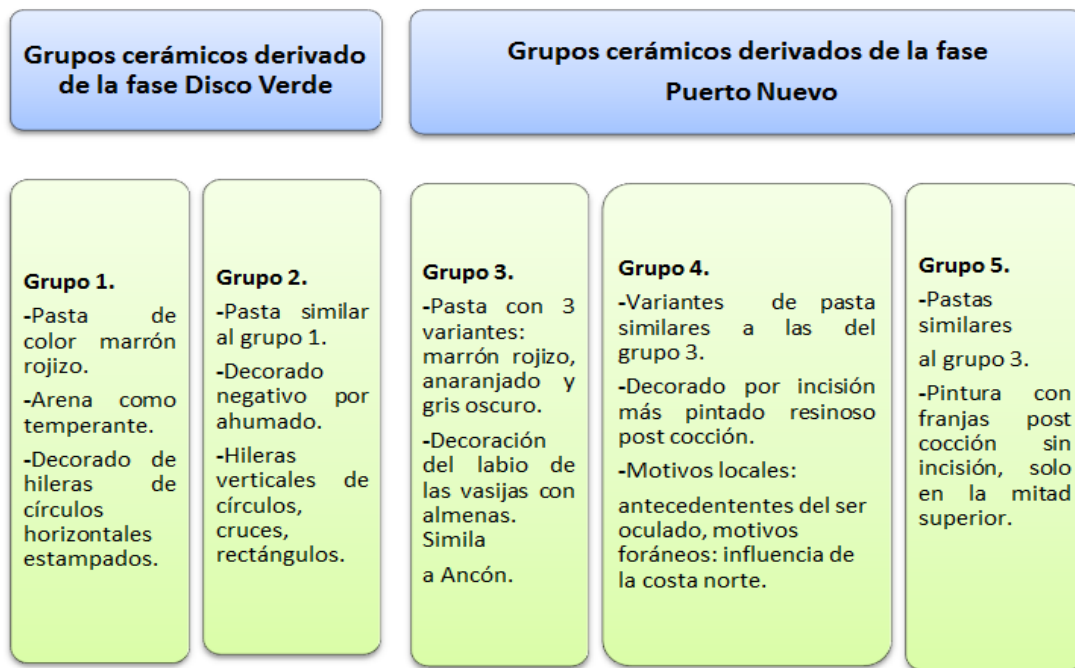 Grupos cerámicos derivado
de la fase Disco Verde
Grupos cerámicos derivados de la fase
Puerto Nuevo
Grupo 1.
-Pasta de
color marrón
rojizo.
-Arena como
temperante.
-Decorado de
hileras de
círculos
horizontales
estampados.
Grupo 2.
-Pasta similar
al grupo 1.
-Decorado
negativo por
ahumado.
-Hileras
verticales de
círculos,
cruces,
rectángulos.
Grupo 3.
-Pasta con 3
variantes:
marrón rojizo,
anaranjado y
gris oscuro.
-Decoración
del labio de
las vasijas con
almenas.
Simila
a Ancón.
Grupo 4.
-Variantes de pasta
similares a las del
grupo 3.
-Decorado por incisión
más pintado resinoso
post cocción.
-Motivos locales:
antecedententes del ser
oculado, motivos
foráneos: influencia de
la costa norte.
Grupo 5.
-Pastas
similares
al grupo 3.
-Pintura con
franjas post
cocción sin
incisión, solo
en la mitad
superior.